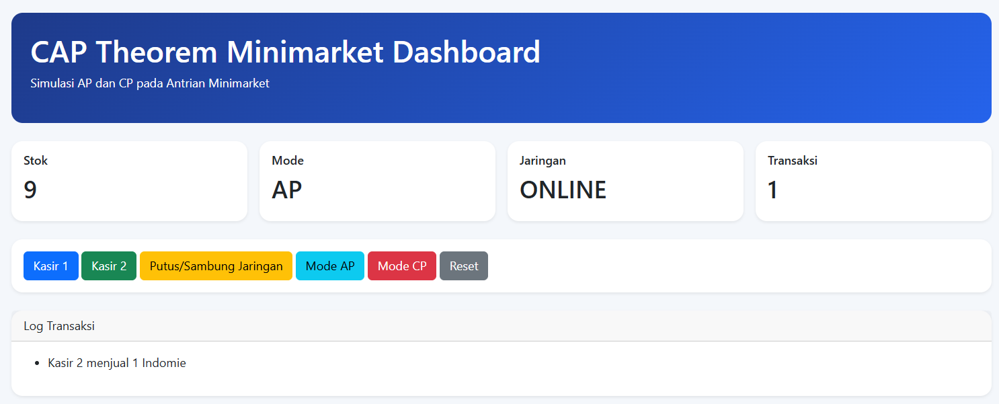 CAP Theorem Minimarket Dashboard
Simulasi AP dan CP pada Antrian Minimarket
Stok
9
Mode
AP
Jaringan
ONLINE
Transaksi
1
Kasir 1
Kasir 2
Putus/Sambung Jaringan
Mode AP
Mode CP
Reset
Log Transaksi
Kasir 2 menjual 1 Indomie